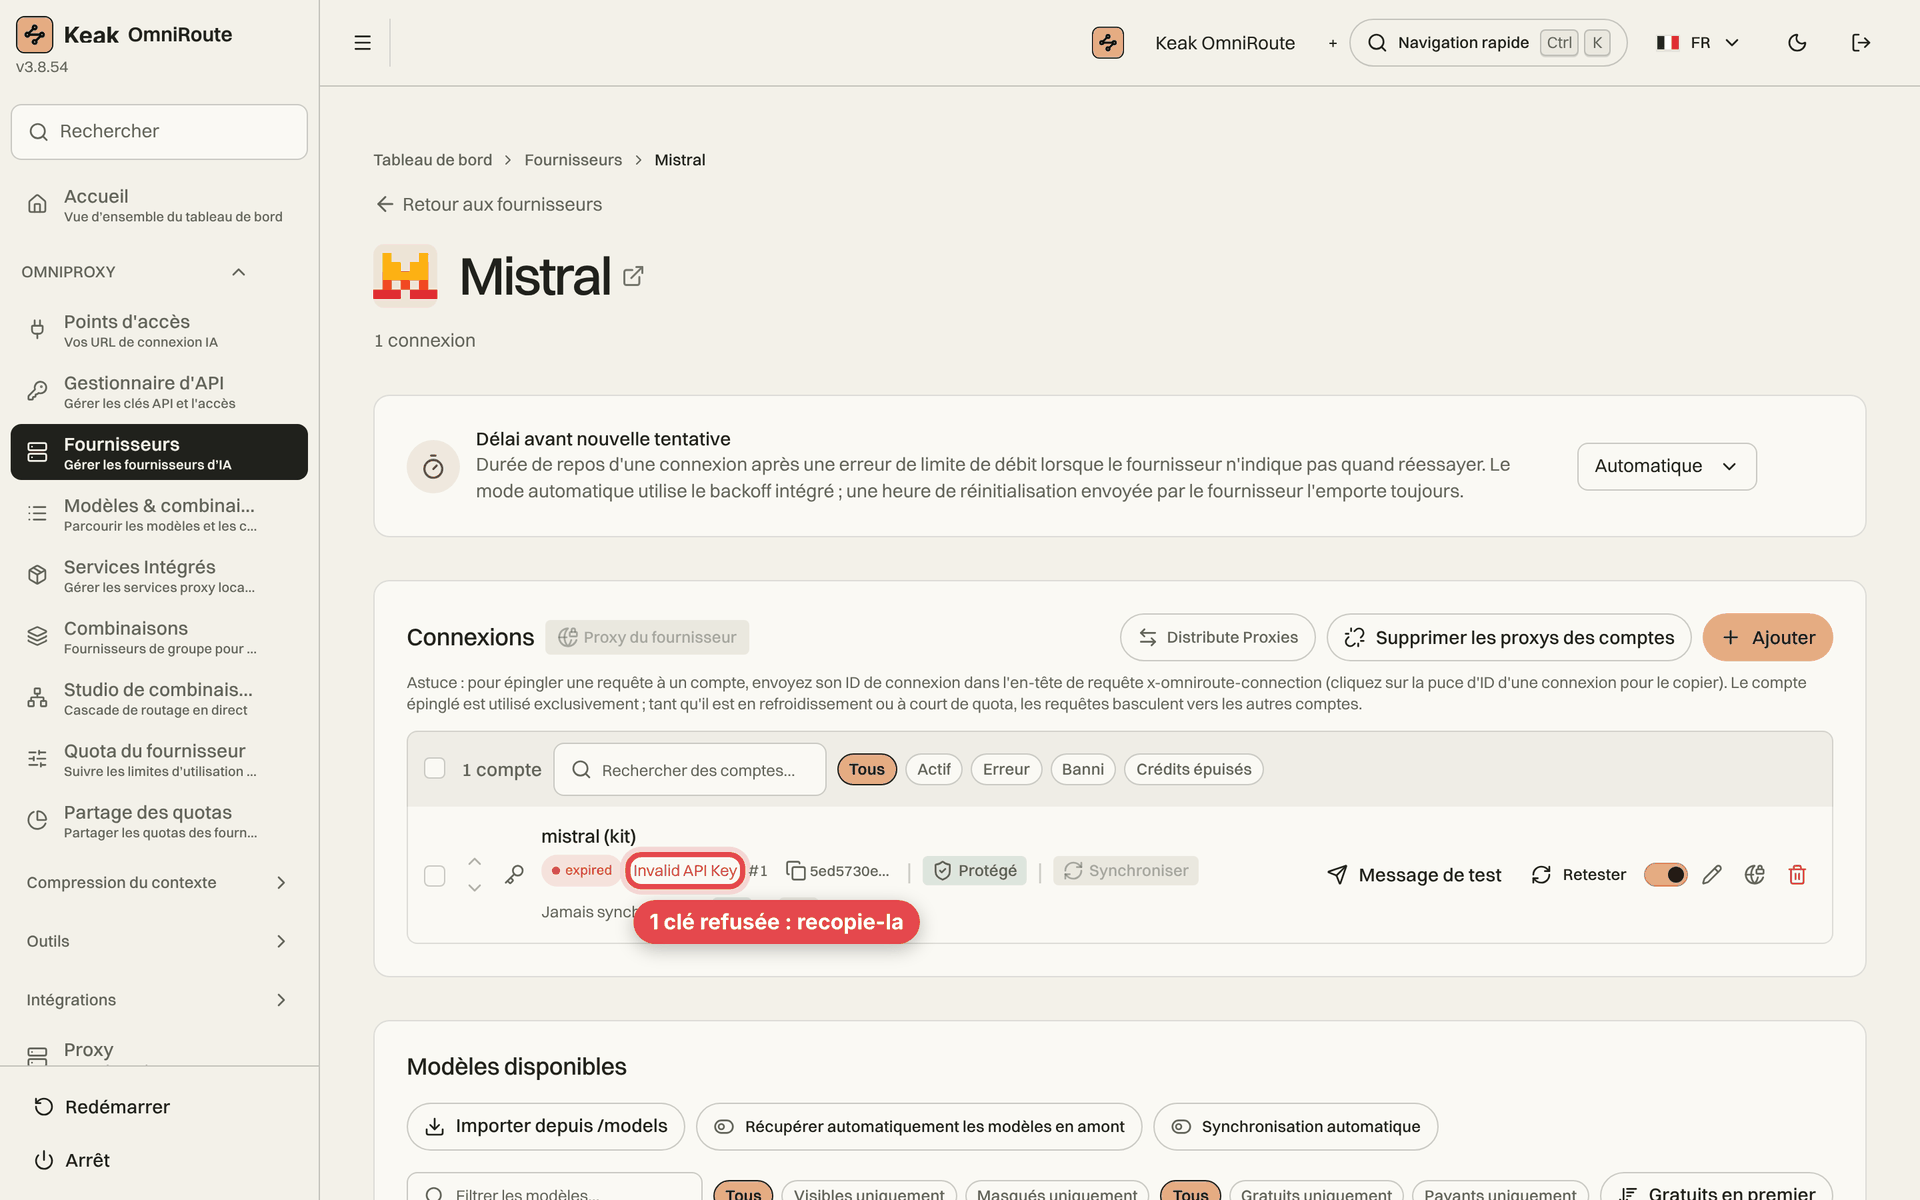 Keak OmniRoute
v3.8.54
Rechercher
Accueil
Vue d'ensemble du tableau de bord
OMNIPROXY
Points d'accès
Vos URL de connexion IA
Gestionnaire d'API
Gérer les clés API et l'accès
Fournisseurs
Gérer les fournisseurs d'IA
Modèles & combinai...
Parcourir les modèles et les c...
Services Intégrés
Gérer les services proxy loca...
Combinaisons
Fournisseurs de groupe pour ...
Studio de combinais...
Cascade de routage en direct
Quota du fournisseur
Suivre les limites d'utilisation ...
Partage des quotas
Partager les quotas des fourn...
Compression du contexte
Outils
Intégrations
Proxy
Redémarrer
Arrêt
Keak OmniRoute + Navigation rapide Ctrl K FR
Tableau de bord > Fournisseurs > Mistral
Retour aux fournisseurs
Mistral
1 connexion
Délai avant nouvelle tentative
Durée de repos d'une connexion après une erreur de limite de débit lorsque le fournisseur n'indique pas quand réessayer. Le
mode automatique utilise le backoff intégré ; une heure de réinitialisation envoyée par le fournisseur l'emporte toujours.
Automatique
Connexions Proxy du fournisseur Distribute Proxies Supprimer les proxys des comptes + Ajouter
Astuce : pour épingler une requête à un compte, envoyez son ID de connexion dans l'en-tête de requête x-omniroute-connection (cliquez sur la puce d'ID d'une connexion pour le copier). Le compte
épinglé est utilisé exclusivement ; tant qu'il est en refroidissement ou à court de quota, les requêtes basculent vers les autres comptes.
1 compte Rechercher des comptes... Tous Actif Erreur Banni Crédits épuisés
mistral (kit)
expired Invalid API Key #1 5ed5730e... | Protégé | Synchroniser Message de test Retester
Jamais synch
1 clé refusée : recopie-la
Modèles disponibles
Importer depuis /models Récupérer automatiquement les modèles en amont Synchronisation automatique
Filtrer les modèles... Tous Visibles uniquement Masqués uniquement Tous Gratuits uniquement Payants uniquement Gratuits en premier